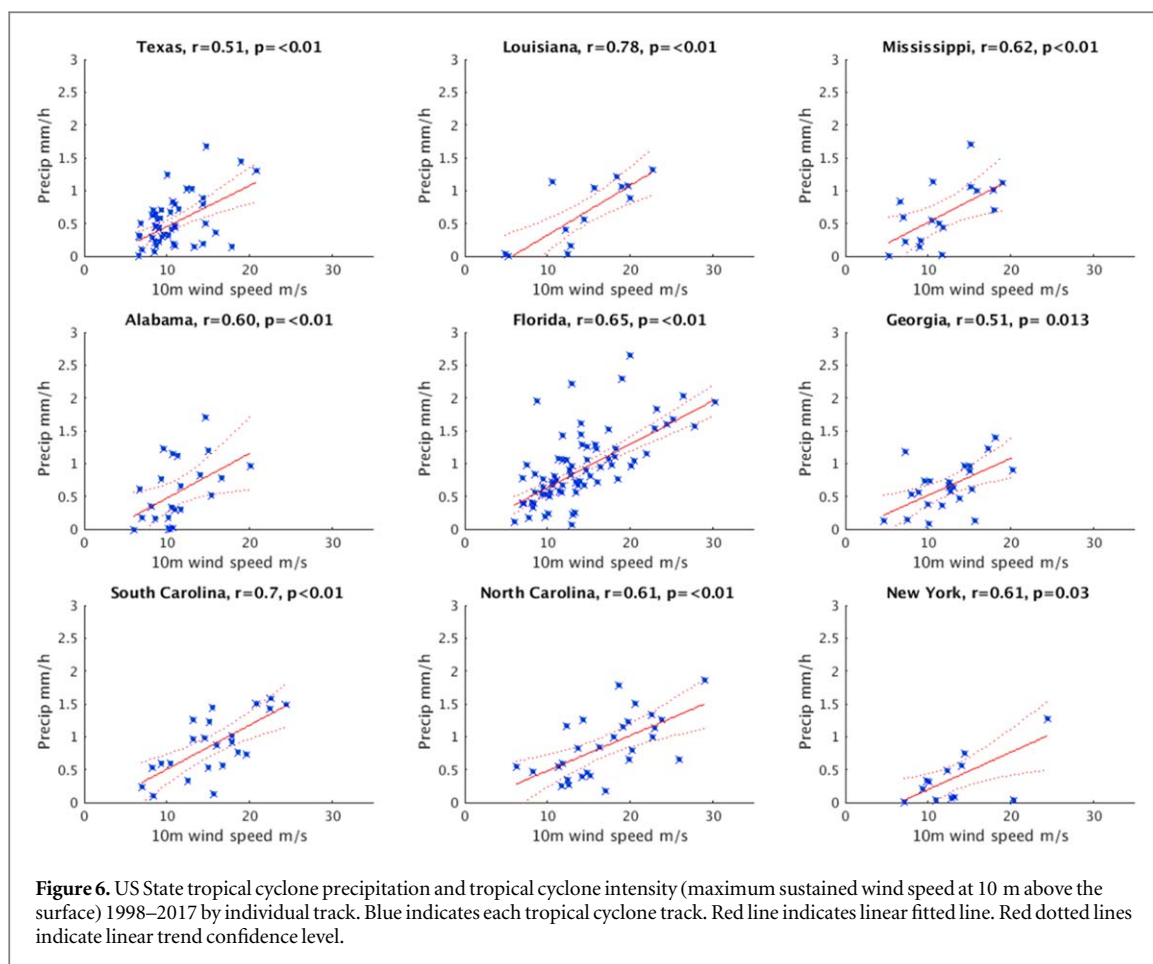 Texas, r=0.51, p=<0.01
3
2.5
2
1.5
1
0.5
0
Precip mm/h
0 10 20 30
10m wind speed m/s
Louisiana, r=0.78, p=<0.01
3
2.5
2
1.5
1
0.5
0
Precip mm/h
0 10 20 30
10m wind speed m/s
Mississippi, r=0.62, p<0.01
3
2.5
2
1.5
1
0.5
0
Precip mm/h
0 10 20 30
10m wind speed m/s
Alabama, r=0.60, p=<0.01
3
2.5
2
1.5
1
0.5
0
Precip mm/h
0 10 20 30
10m wind speed m/s
Florida, r=0.65, p=<0.01
3
2.5
2
1.5
1
0.5
0
Precip mm/h
0 10 20 30
10m wind speed m/s
Georgia, r=0.51, p= 0.013
3
2.5
2
1.5
1
0.5
0
Precip mm/h
0 10 20 30
10m wind speed m/s
South Carolina, r=0.7, p<0.01
3
2.5
2
1.5
1
0.5
0
Precip mm/h
0 10 20 30
10m wind speed m/s
North Carolina, r=0.61, p=<0.01
3
2.5
2
1.5
1
0.5
0
Precip mm/h
0 10 20 30
10m wind speed m/s
New York, r=0.61, p=0.03
3
2.5
2
1.5
1
0.5
0
Precip mm/h
0 10 20 30
10m wind speed m/s
Figure 6. US State tropical cyclone precipitation and tropical cyclone intensity (maximum sustained wind speed at 10 m above the
surface) 1998–2017 by individual track. Blue indicates each tropical cyclone track. Red line indicates linear fitted line. Red dotted lines
indicate linear trend confidence level.